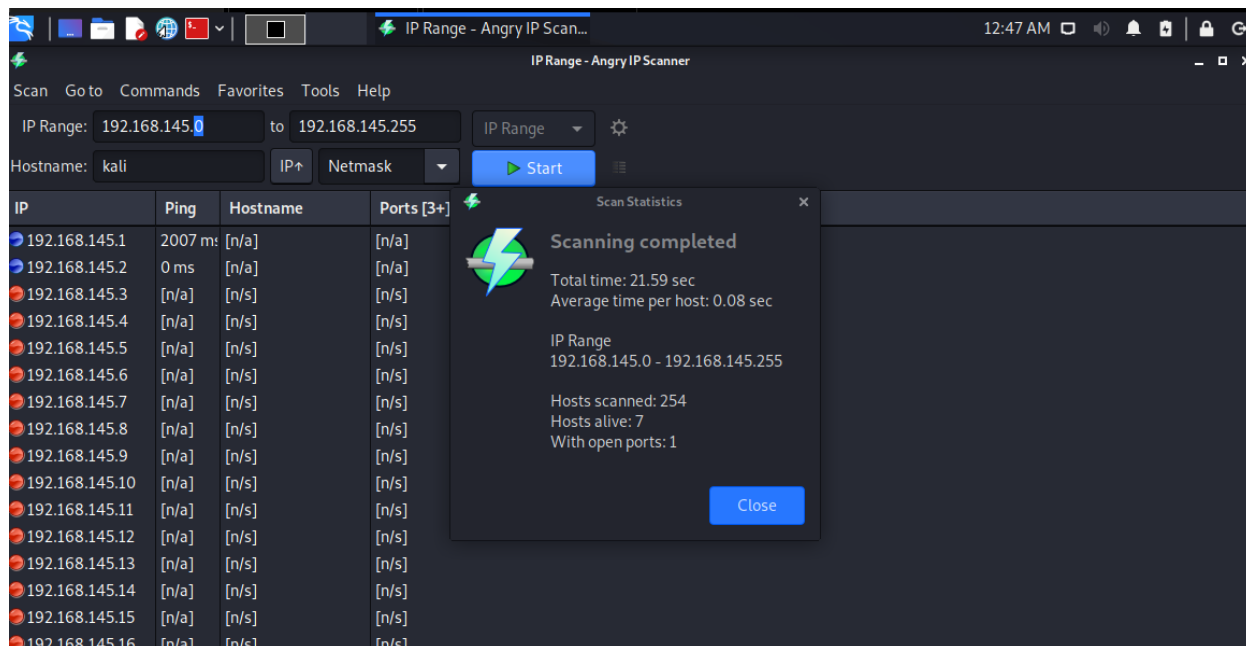 IP Range - Angry IP Scan... 12:47 AM
IP Range - Angry IP Scanner
Scan Go to Commands Favorites Tools Help
IP Range: 192.168.145.0 to 192.168.145.255 IP Range
Hostname: kali IP↑ Netmask Start
IP Ping Hostname Ports [3+]
192.168.145.1 2007 ms [n/a] [n/a]
192.168.145.2 0 ms [n/a] [n/a]
192.168.145.3 [n/a] [n/s] [n/s]
192.168.145.4 [n/a] [n/s] [n/s]
192.168.145.5 [n/a] [n/s] [n/s]
192.168.145.6 [n/a] [n/s] [n/s]
192.168.145.7 [n/a] [n/s] [n/s]
192.168.145.8 [n/a] [n/s] [n/s]
192.168.145.9 [n/a] [n/s] [n/s]
192.168.145.10 [n/a] [n/s] [n/s]
192.168.145.11 [n/a] [n/s] [n/s]
192.168.145.12 [n/a] [n/s] [n/s]
192.168.145.13 [n/a] [n/s] [n/s]
192.168.145.14 [n/a] [n/s] [n/s]
192.168.145.15 [n/a] [n/s] [n/s]
192.168.145.16 [n/a] [n/s] [n/s]
Scan Statistics
Scanning completed
Total time: 21.59 sec
Average time per host: 0.08 sec
IP Range
192.168.145.0 - 192.168.145.255
Hosts scanned: 254
Hosts alive: 7
With open ports: 1
Close